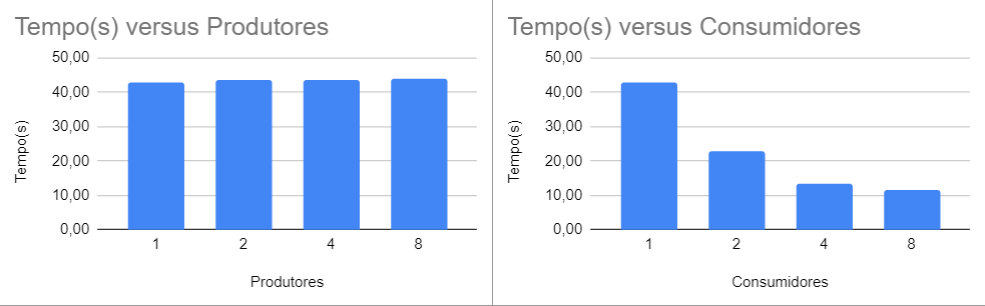 Tempo(s) versus Produtores
50,00
40,00
30,00
20,00
10,00
0,00
Tempo(s)
1 2 4 8
Produtores
Tempo(s) versus Consumidores
50,00
40,00
30,00
20,00
10,00
0,00
Tempo(s)
1 2 4 8
Consumidores